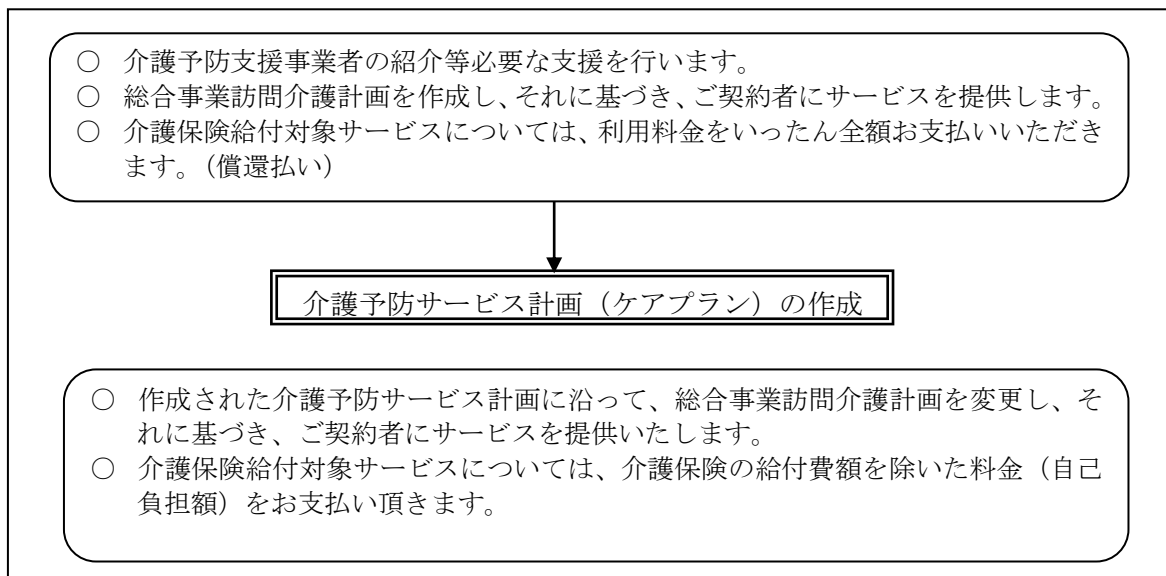 ○ 介護予防支援事業者の紹介等必要な支援を行います。
○ 総合事業訪問介護計画を作成し、それに基づき、ご契約者にサービスを提供します。
○ 介護保険給付対象サービスについては、利用料金をいったん全額お支払いいただき
ます。（償還払い）
介護予防サービス計画（ケアプラン）の作成
○ 作成された介護予防サービス計画に沿って、総合事業訪問介護計画を変更し、そ
れに基づき、ご契約者にサービスを提供いたします。
○ 介護保険給付対象サービスについては、介護保険の給付費額を除いた料金（自己
負担額）をお支払い頂きます。